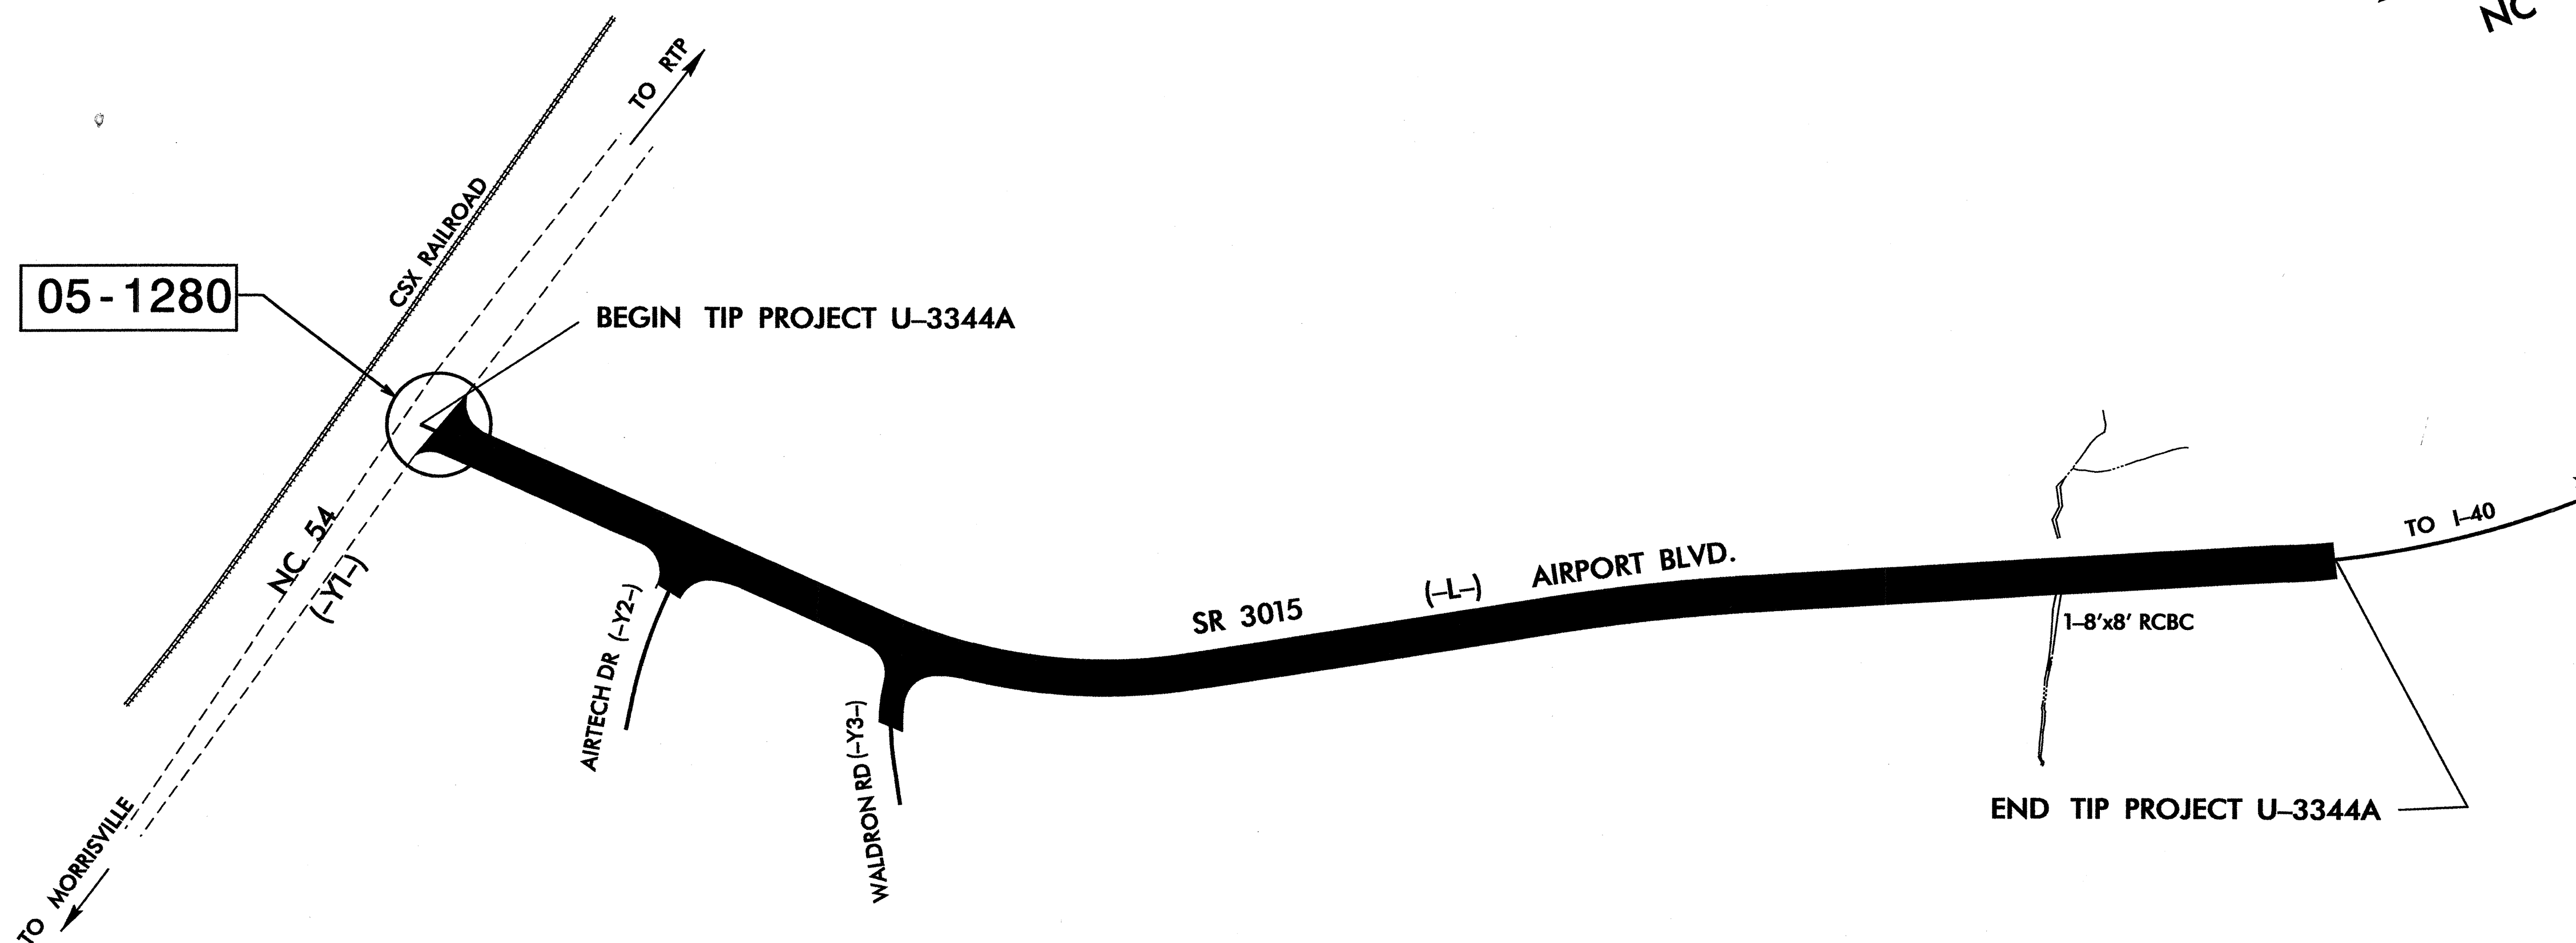 NC
TO RTP
CSX RAILROAD
05-1280
BEGIN TIP PROJECT U-3344A
NC 54
(-Y1-)
TO I-40
AIRPORT BLVD.
(-L-)
SR 3015
1-8'x8' RCBC
AIRTECH DR (-Y2-)
WALDRON RD (-Y3-)
END TIP PROJECT U-3344A
TO MORRISVILLE